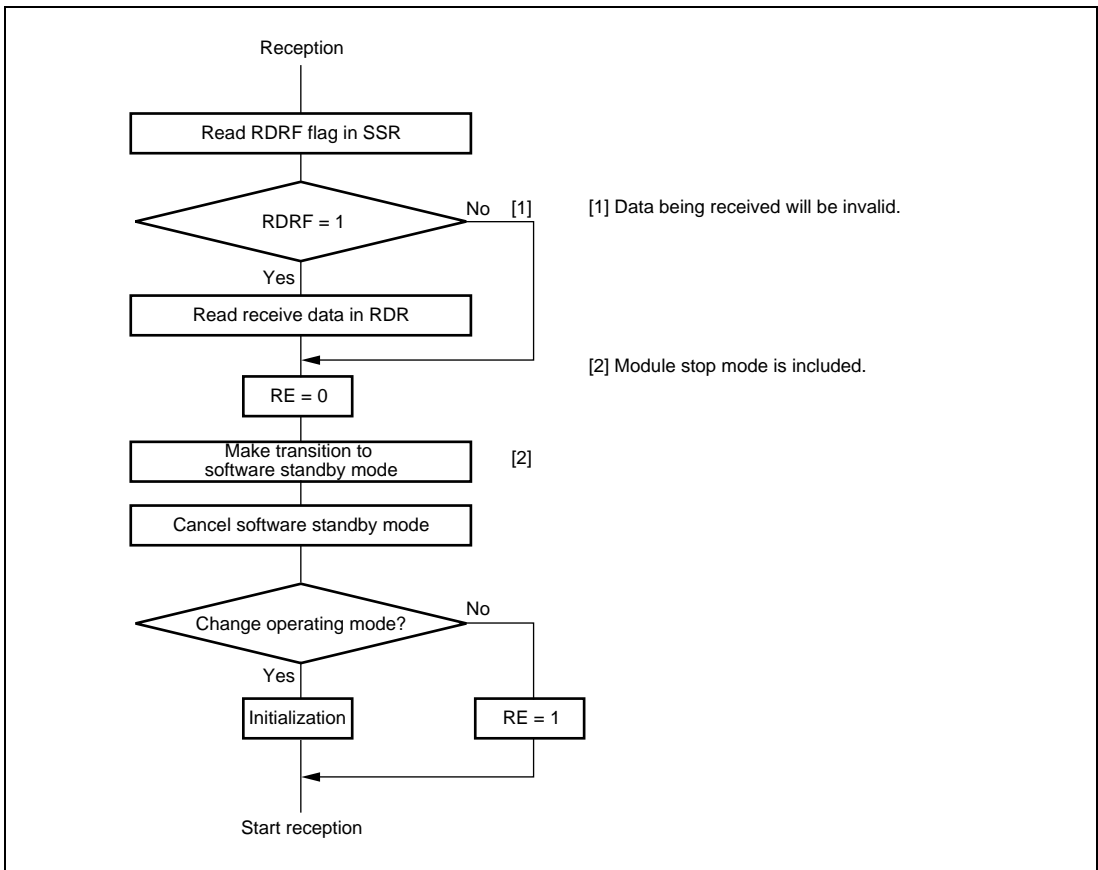 Reception
Read RDRF flag in SSR
No [1]
[1] Data being received will be invalid.
RDRF = 1
Yes
Read receive data in RDR
[2] Module stop mode is included.
RE = 0
Make transition to
software standby mode
[2]
Cancel software standby mode
No
Change operating mode?
Yes
Initialization
RE = 1
Start reception